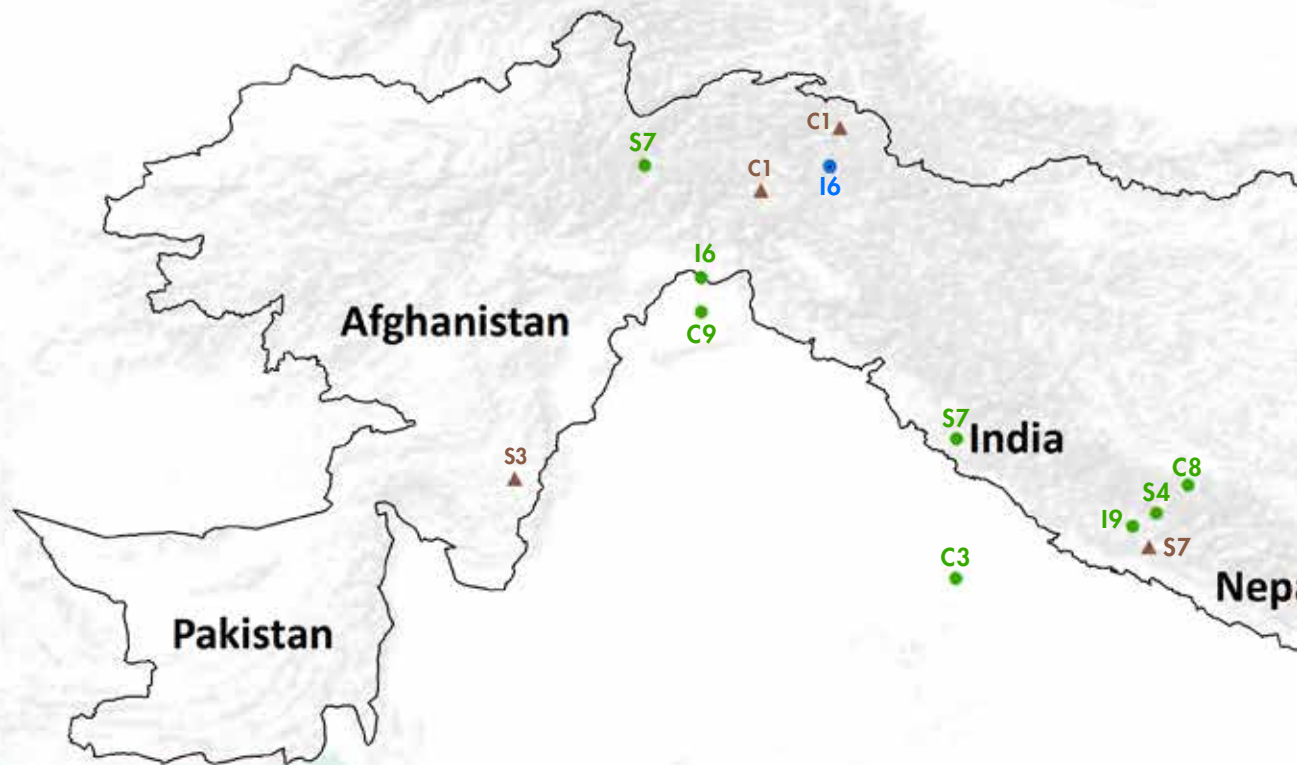 C1
S7
C1
I6
I6
Afghanistan
C9
S7
India
S3
C8
S4
I9
S7
C3
Nepa
Pakistan